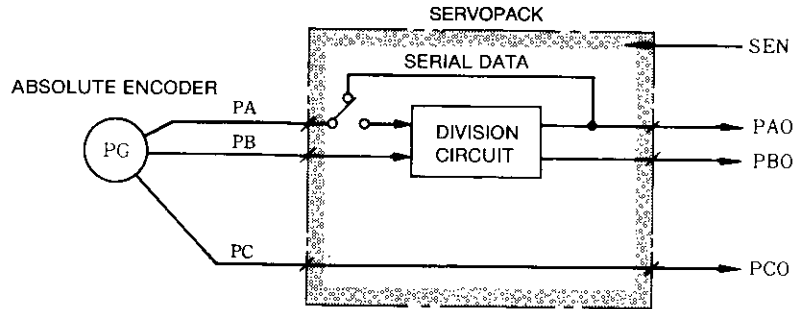 SERVOPACK
SEN
SERIAL DATA
ABSOLUTE ENCODER
PA
PG
PB
DIVISION
CIRCUIT
PAO
PBO
PC
PCO